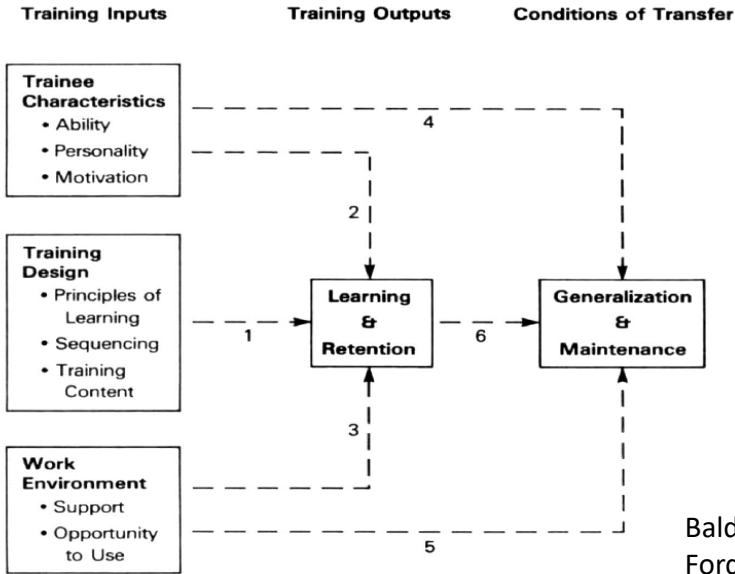 Training Inputs
Training Outputs
Conditions of Transfer
Trainee
Characteristics
• Ability
• Personality
• Motivation
4
2
Training
Design
• Principles of
Learning
• Sequencing
• Training
Content
1
Learning
&
Retention
6
Generalization
&
Maintenance
3
Work
Environment
• Support
• Opportunity
to Use
5
Bald
Ford